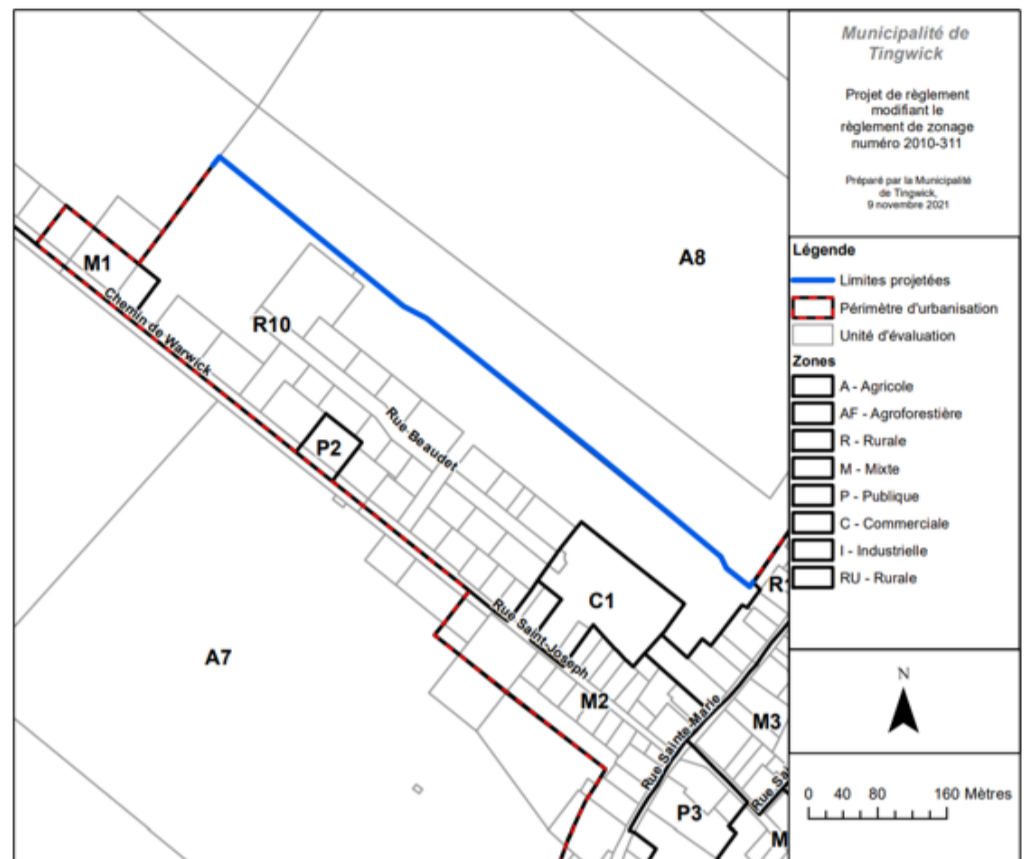 Municipalité de
Tingwick
Projet de règlement
modifiant le
règlement de zonage
numéro 2010-311
Préparé par la Municipalité
de Tingwick,
9 novembre 2021
Légende
Limites projetées
Périmètre d'urbanisation
Unité d'évaluation
Zones
A - Agricole
AF - Agroforestière
R - Rurale
M - Mixte
P - Publique
C - Commerciale
I - Industrielle
RU - Rurale
N
0 40 80 160 Mètres
A8
M1
Chemin de Warwick
R10
P2
Rue Beaudet
C1
Rue Saint-Joseph
A7
M2
Rue Sainte-Marie
M3
P3